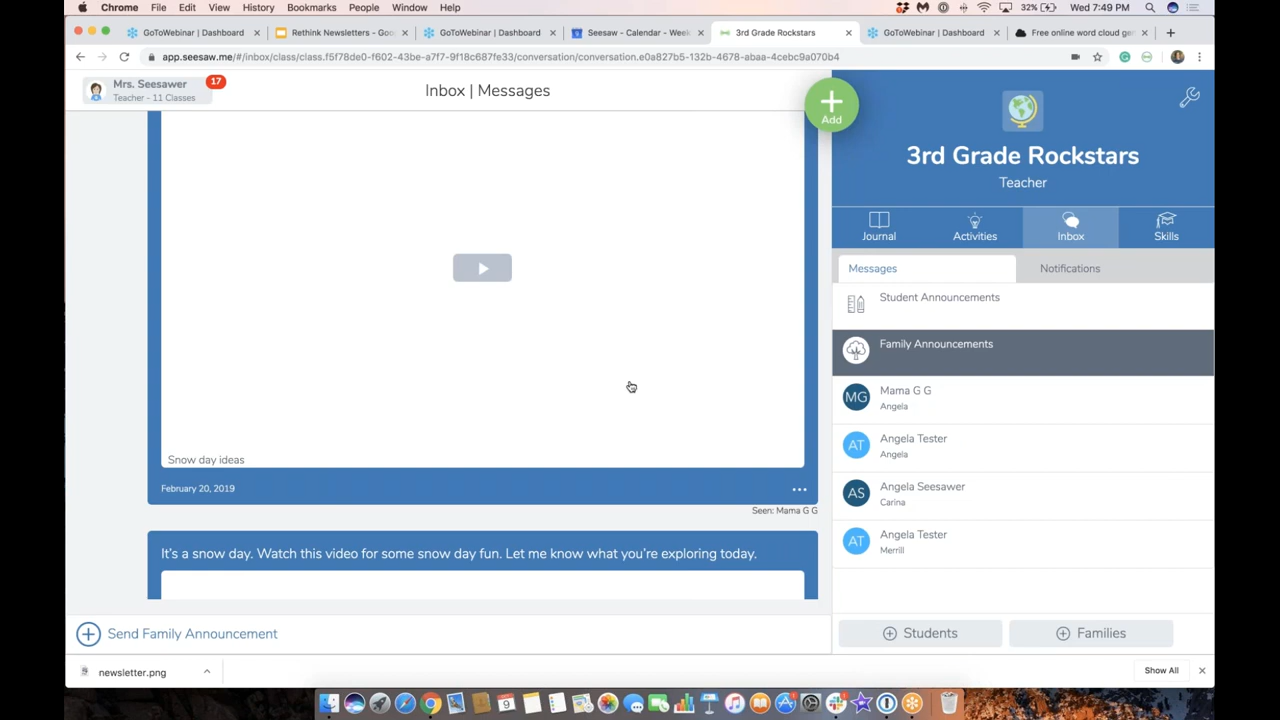 Chrome File Edit View History Bookmarks People Window Help 32% Wed 7:49 PM
GoToWebinar | Dashboard Rethink Newsletters - Goo GoToWebinar | Dashboard Seesaw - Calendar - Week 3rd Grade Rockstars GoToWebinar | Dashboard Free online word cloud gen
app.seesaw.me/#/inbox/class/class.f5f78de0-f602-43be-a7f7-9f18c687fe33/conversation/conversation.e0a827b5-132b-4678-abaa-4cebc9a070b4
Mrs. Seesawer
17
Teacher - 11 Classes
Inbox | Messages
Add
Snow day ideas
February 20, 2019
Seen: Mama G G
It's a snow day. Watch this video for some snow day fun. Let me know what you're exploring today.
Send Family Announcement
3rd Grade Rockstars
Teacher
Journal Activities Inbox Skills
Messages Notifications
Student Announcements
Family Announcements
MG
Mama G G
Angela
AT
Angela Tester
Angela
AS
Angela Seesawer
Carina
AT
Angela Tester
Merrill
Students Families
newsletter.png Show All
9